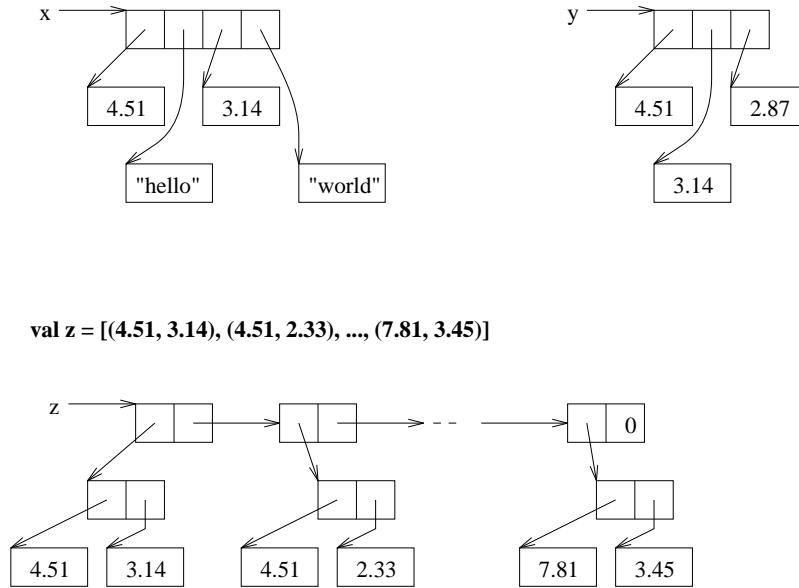 x
y
4.51 3.14
4.51 2.87
"hello" "world"
3.14
val z = [(4.51, 3.14), (4.51, 2.33), ..., (7.81, 3.45)]
z
0
4.51 3.14 4.51 2.33 7.81 3.45